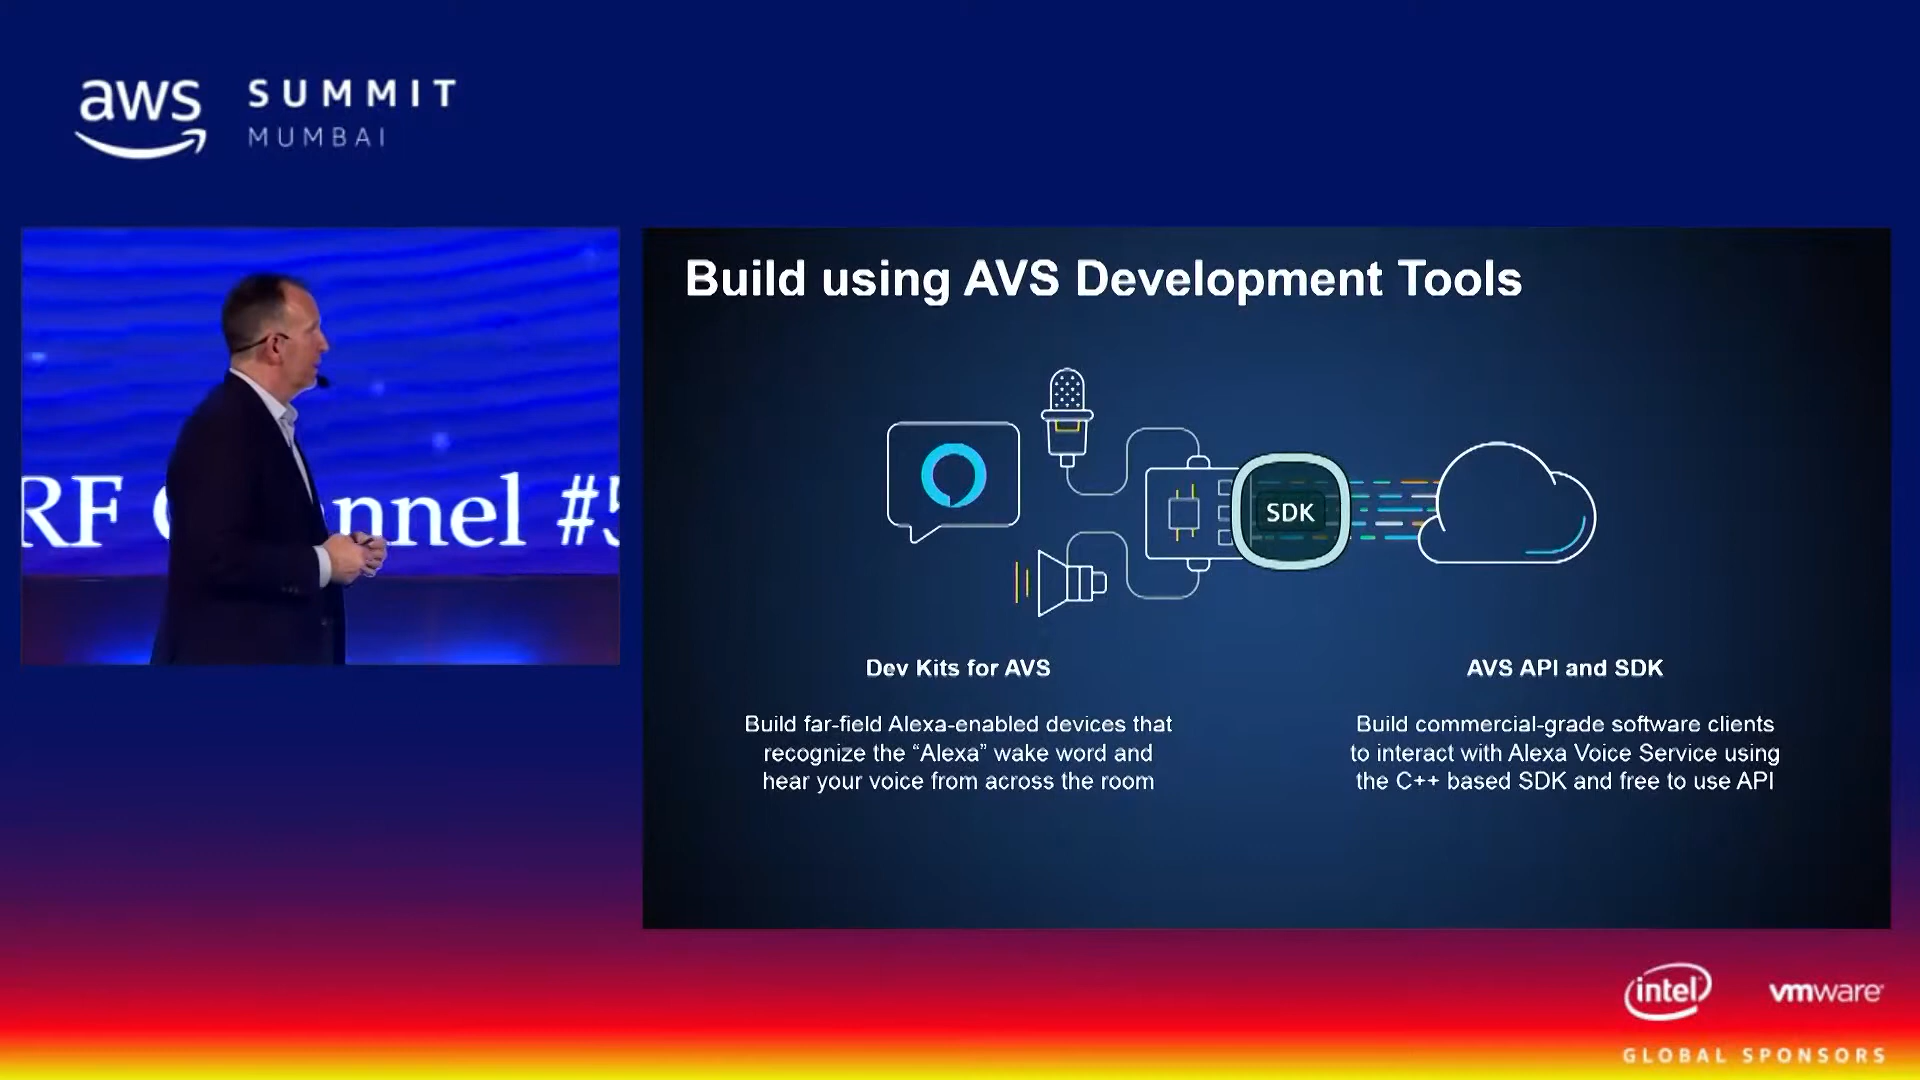 aws SUMMIT
MUMBAI
RF Channel #5
Build using AVS Development Tools
SDK
Dev Kits for AVS
Build far-field Alexa-enabled devices that
recognize the “Alexa” wake word and
hear your voice from across the room
AVS API and SDK
Build commercial-grade software clients
to interact with Alexa Voice Service using
the C++ based SDK and free to use API
intel
vmware
GLOBAL SPONSORS